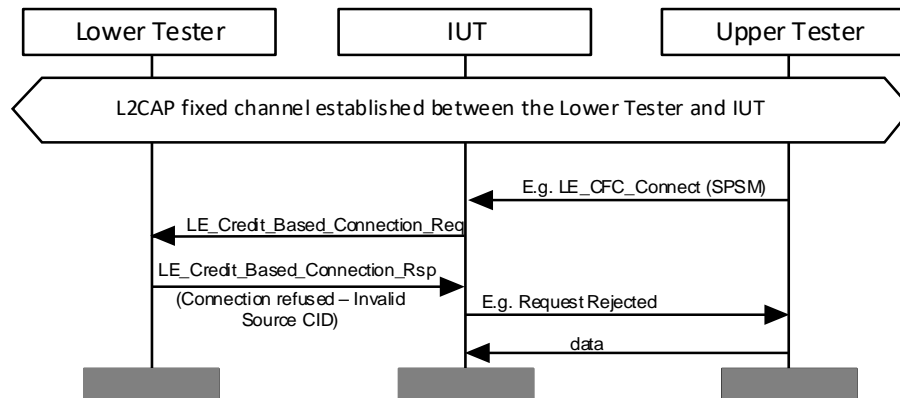 Lower Tester
IUT
Upper Tester
L2CAP fixed channel established between the Lower Tester and IUT
E.g. LE_CFC_Connect (SPSM)
LE_Credit_Based_Connection_Req
LE_Credit_Based_Connection_Rsp
(Connection refused – Invalid
Source CID)
E.g. Request Rejected
data